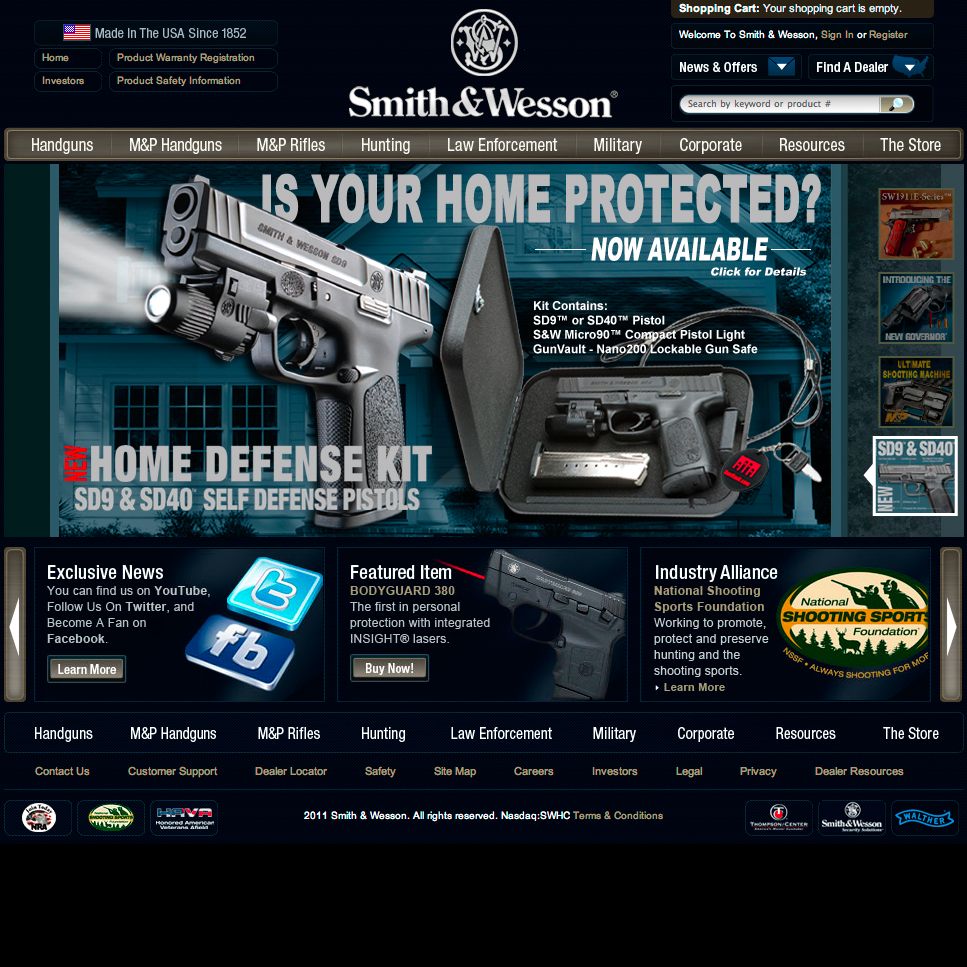 Shopping Cart: Your shopping cart is empty.
Made In The USA Since 1852
Welcome To Smith & Wesson, Sign In or Register
Home
Product Warranty Registration
News & Offers
Find A Dealer
Investors
Product Safety Information
Smith & Wesson®
Search by keyword or product #
Handguns
M&P Handguns
M&P Rifles
Hunting
Law Enforcement
Military
Corporate
Resources
The Store
IS YOUR HOME PROTECTED?
SMITH & WESSON SD9
NOW AVAILABLE
Click for Details
Kit Contains:
SD9™ or SD40™ Pistol
S&W Micro90™ Compact Pistol Light
GunVault - Nano200 Lockable Gun Safe
NEW HOME DEFENSE KIT
SD9 & SD40 SELF DEFENSE PISTOLS
SW1911 E-Series™
INTRODUCING THE
NEW! GOVERNOR
ULTIMATE
SHOOTING MACHINE
M&P
SD9 & SD40
NEW
Exclusive News
You can find us on YouTube,
Follow Us On Twitter, and
Become A Fan on
Facebook.
Learn More
Featured Item
BODYGUARD 380
The first in personal
protection with integrated
INSIGHT® lasers.
Buy Now!
Industry Alliance
National Shooting
Sports Foundation
Working to promote,
protect and preserve
hunting and the
shooting sports.
Learn More
National
SHOOTING SPORTS
Foundation
NSSF • ALWAYS SHOOTING FOR MOR
Handguns
M&P Handguns
M&P Rifles
Hunting
Law Enforcement
Military
Corporate
Resources
The Store
Contact Us
Customer Support
Dealer Locator
Safety
Site Map
Careers
Investors
Legal
Privacy
Dealer Resources
Join Today
NRA
SHOOTING SPORTS
HAVA
Honored American
Veterans Afield
2011 Smith & Wesson. All rights reserved. Nasdaq:SWHC Terms & Conditions
THOMPSON/CENTER
Smith & Wesson
Security Solutions
WALTHER